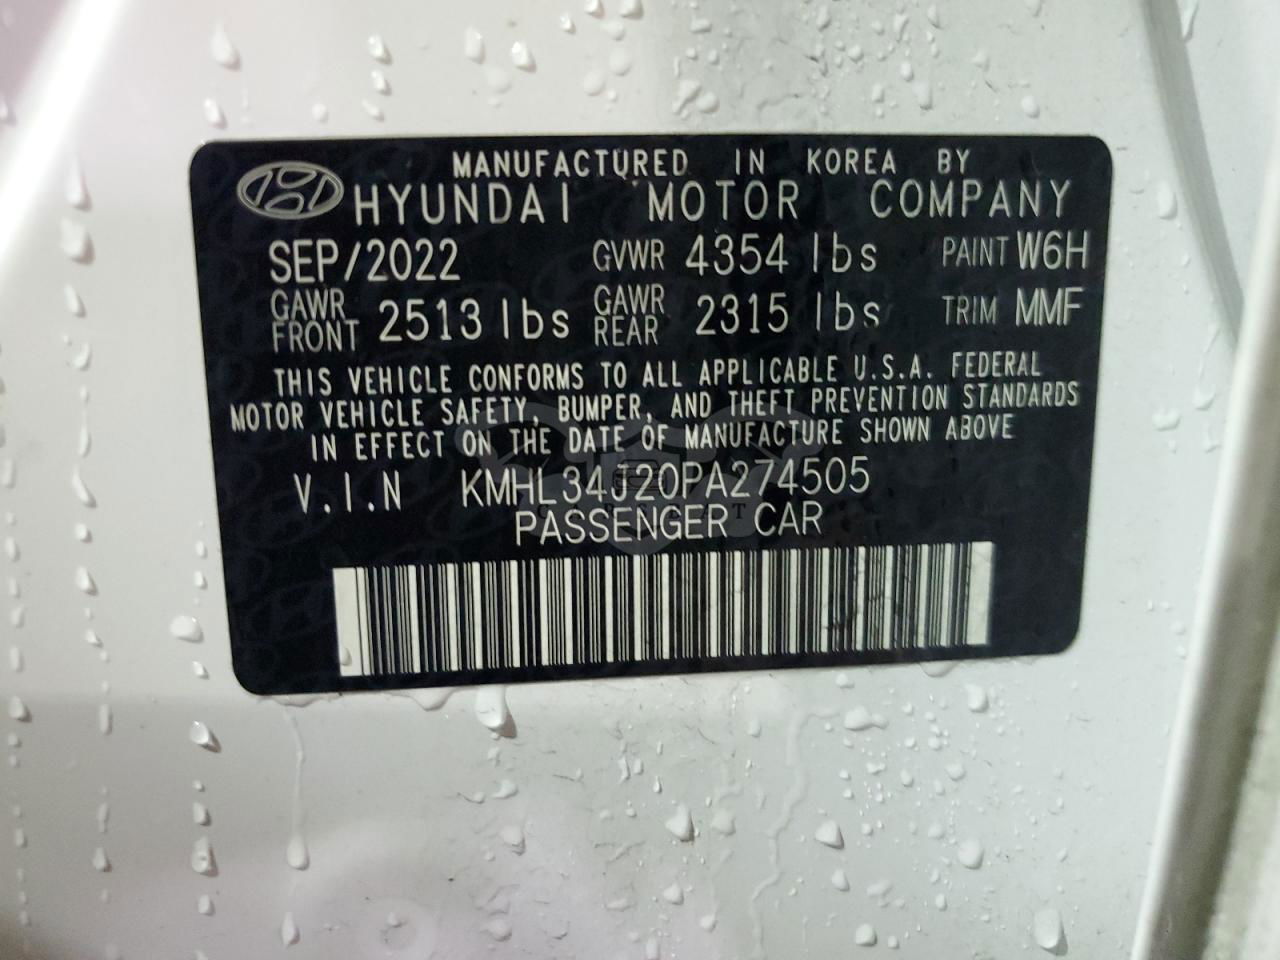 MANUFACTURED IN KOREA BY
HYUNDAI MOTOR COMPANY
SEP/2022 GVWR 4354 lbs PAINT W6H
GAWR FRONT 2513 lbs GAWR REAR 2315 lbs TRIM MMF
THIS VEHICLE CONFORMS TO ALL APPLICABLE U.S.A. FEDERAL
MOTOR VEHICLE SAFETY, BUMPER, AND THEFT PREVENTION STANDARDS
IN EFFECT ON THE DATE OF MANUFACTURE SHOWN ABOVE
V.I.N KMHL34J20PA274505
PASSENGER CAR